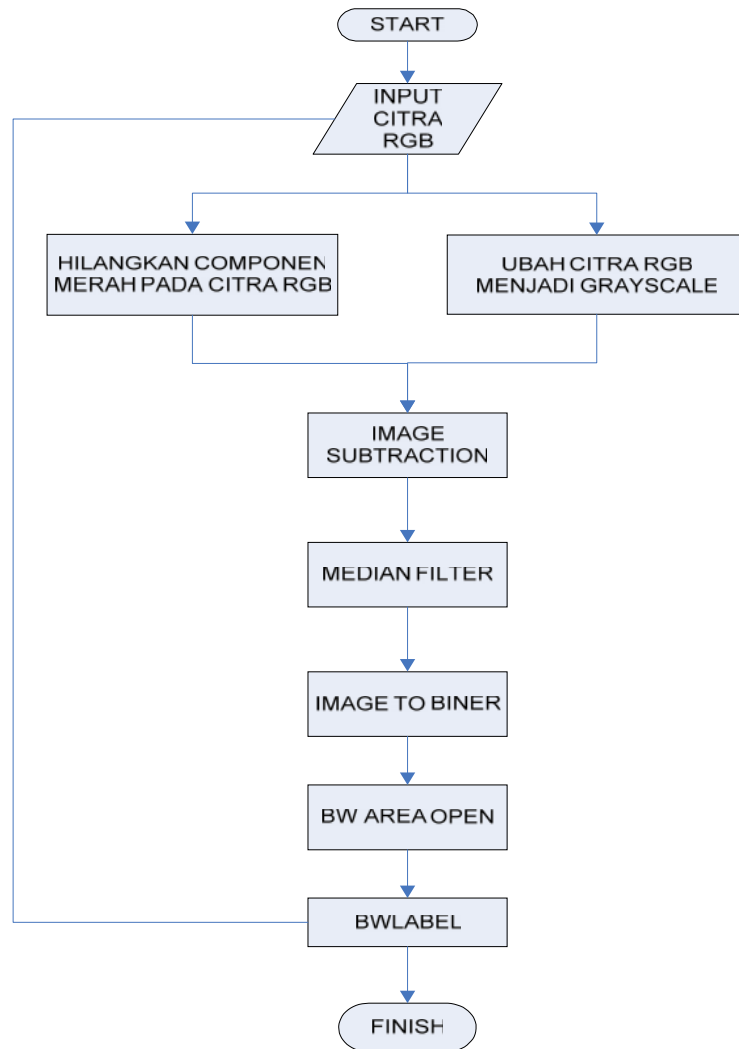 START
INPUT
CITRA
RGB
HILANGKAN COMPONEN
MERAH PADA CITRA RGB
UBAH CITRA RGB
MENJADI GRAYSCALE
IMAGE
SUBTRACTION
MEDIAN FILTER
IMAGE TO BINER
BW AREA OPEN
BWLABEL
FINISH